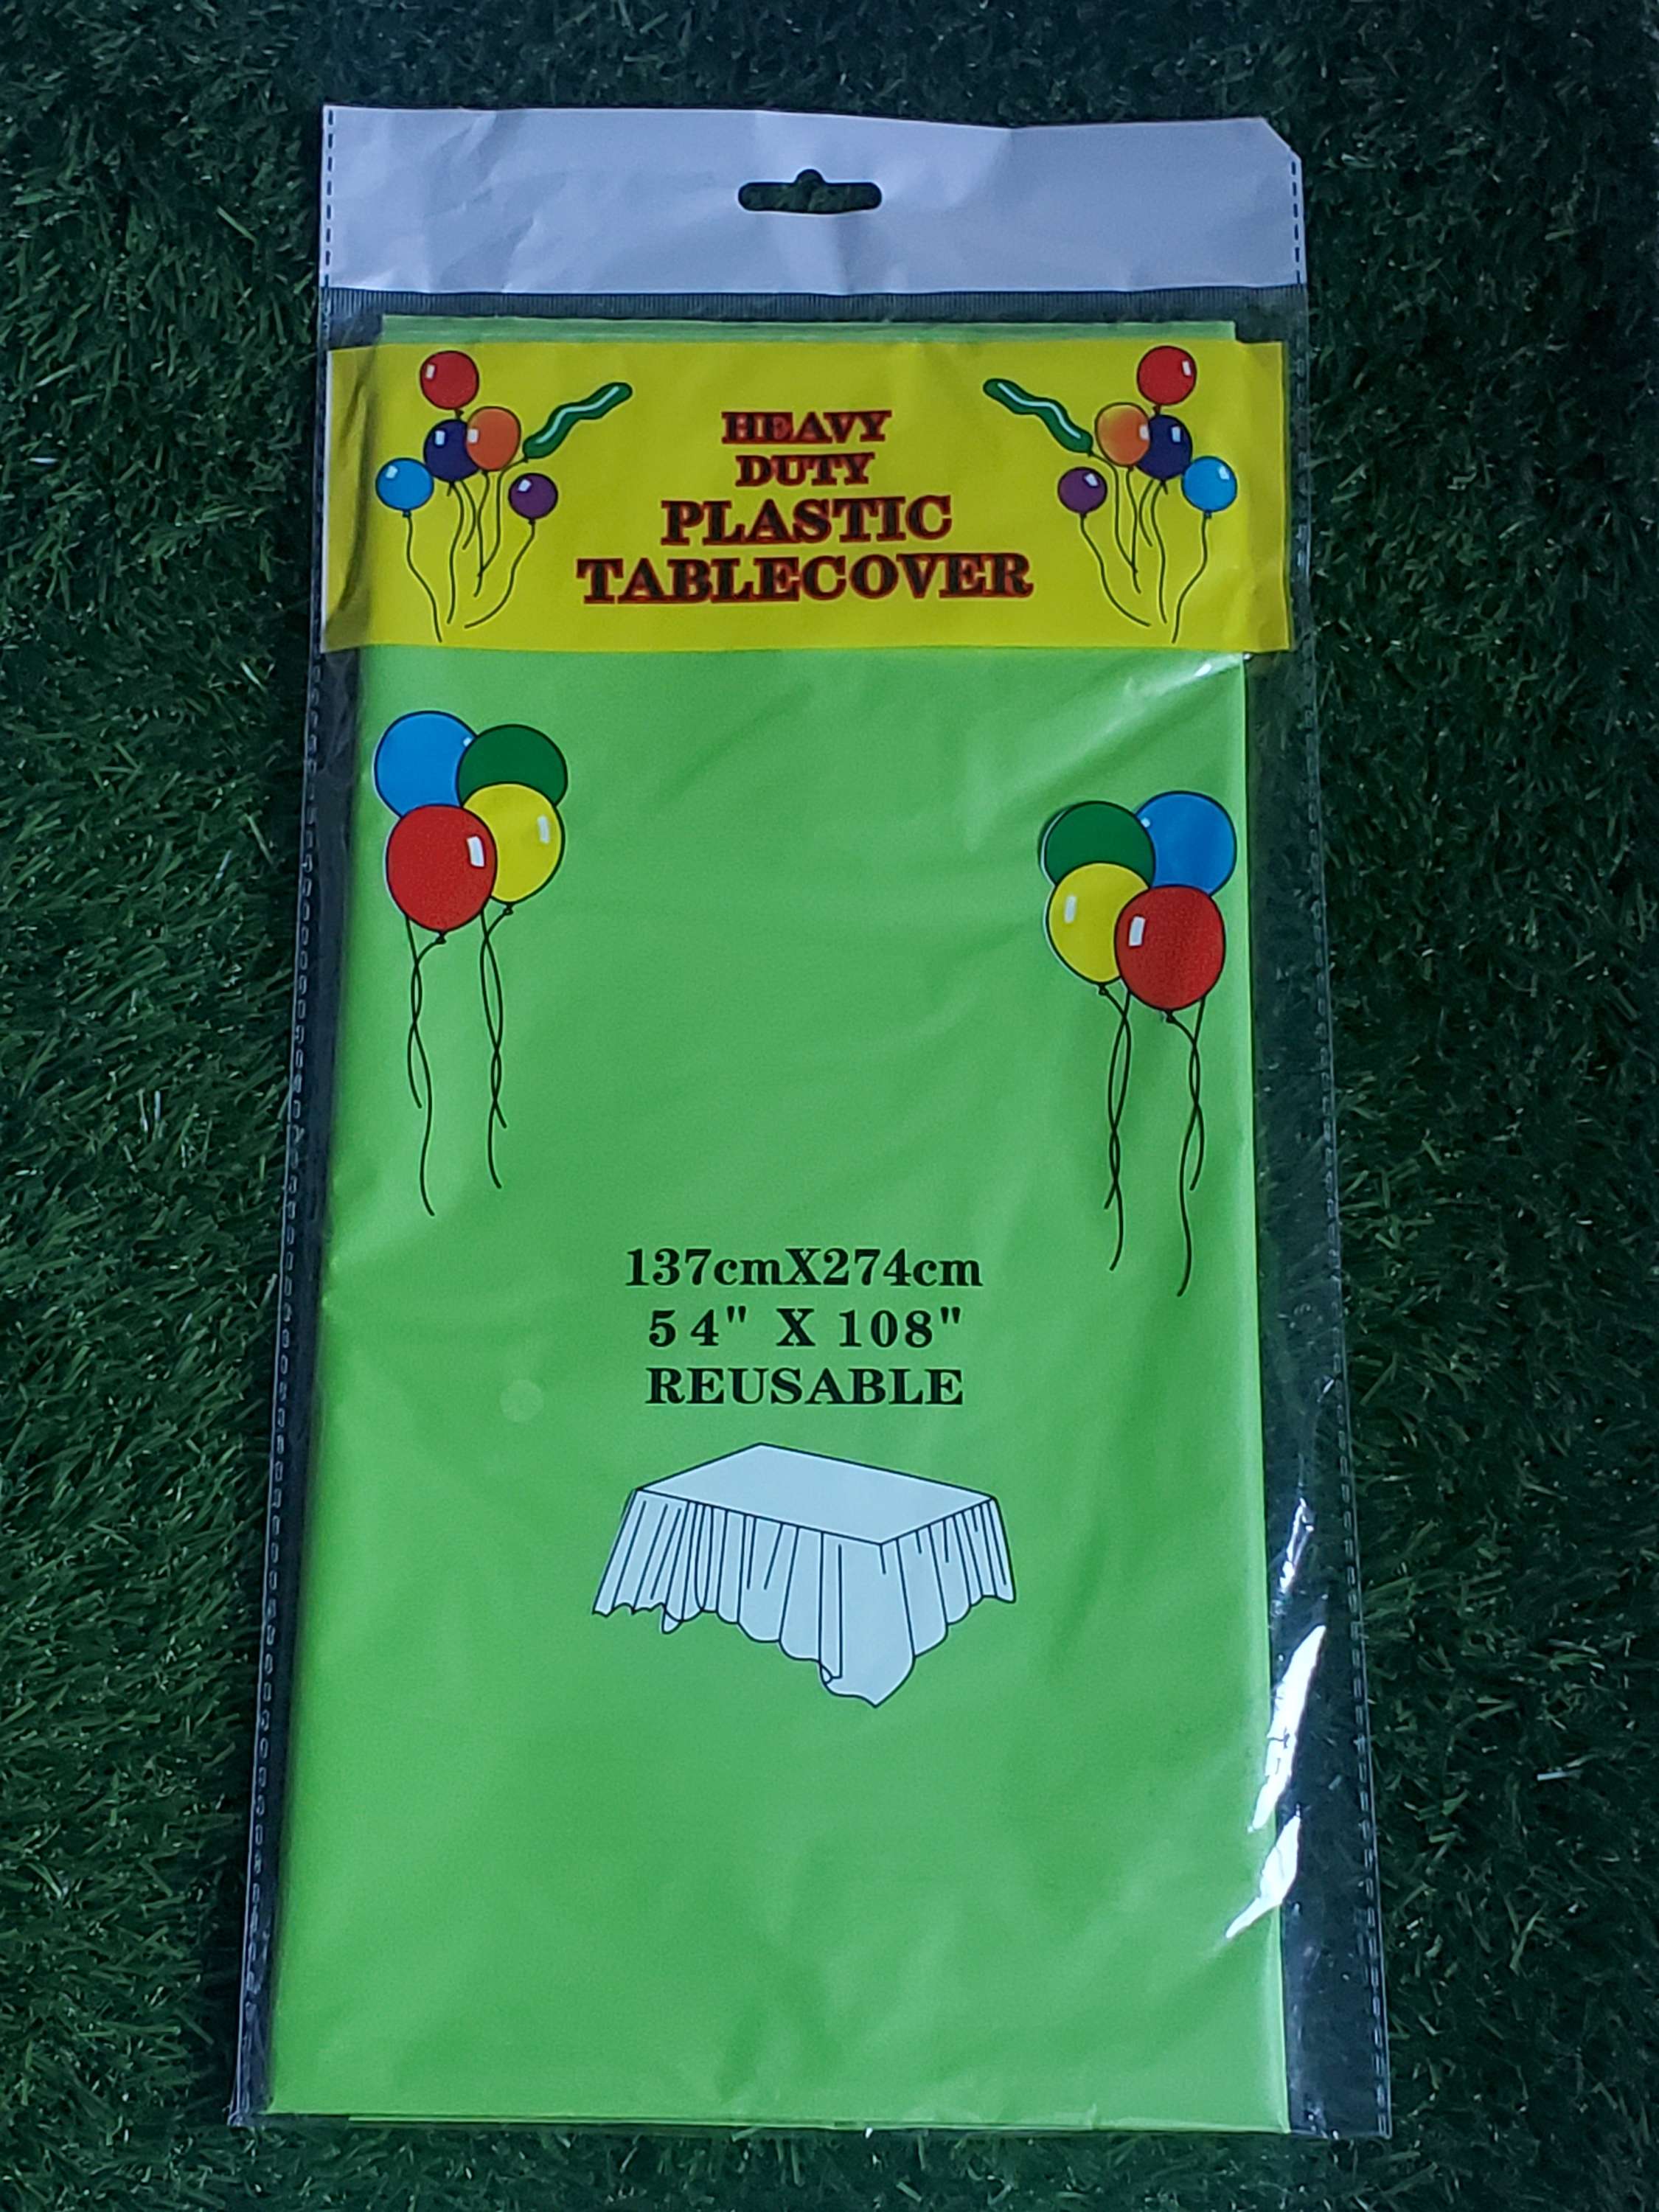 HEAVY
DUTY
PLASTIC
TABLECOVER
137cmX274cm
54" X 108"
REUSABLE